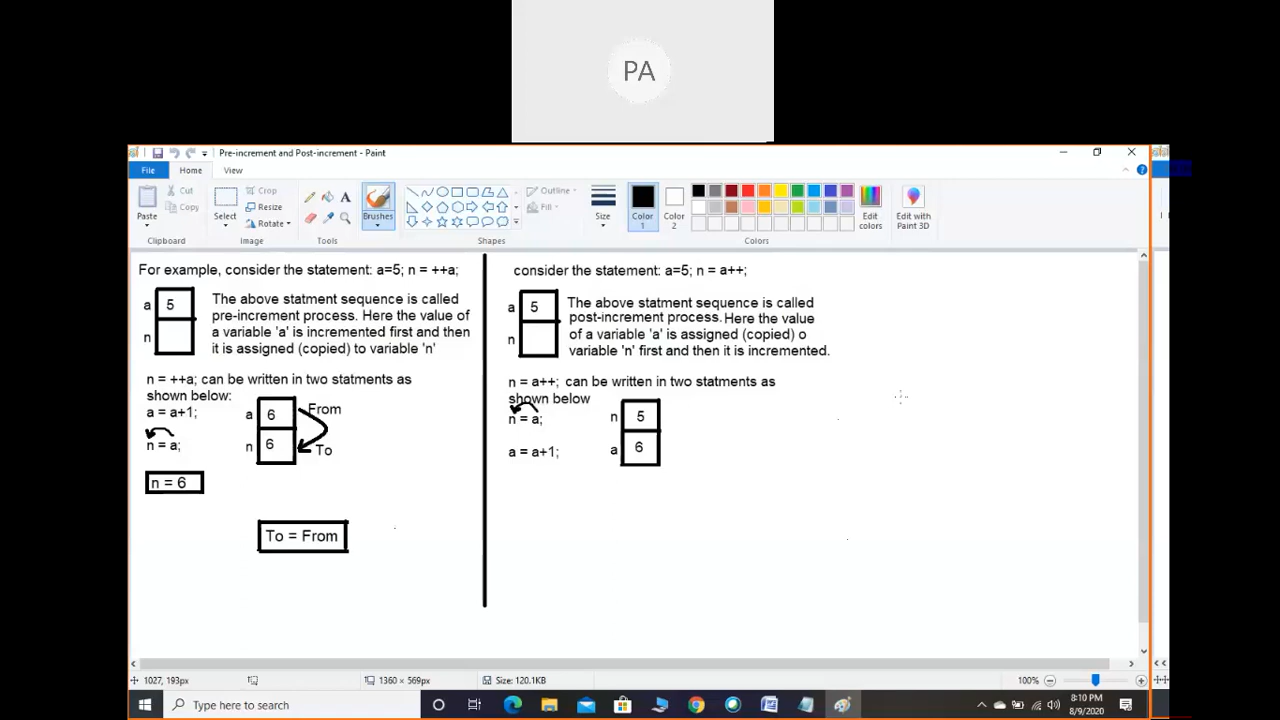 PA
Pre-increment and Post-increment - Paint
File
Home
View
Paste
Cut
Copy
Clipboard
Select
Crop
Resize
Rotate
Image
Tools
Brushes
Shapes
Outline
Fill
Size
Color 1
Color 2
Edit colors
Edit with Paint 3D
Colors
For example, consider the statement: a=5; n = ++a;
a 5
n
The above statment sequence is called
pre-increment process. Here the value of
a variable 'a' is incremented first and then
it is assigned (copied) to variable 'n'
n = ++a; can be written in two statments as
shown below:
a = a+1;
n = a;
a 6 From
n 6 To
n = 6
To = From
consider the statement: a=5; n = a++;
a 5
n
The above statment sequence is called
post-increment process. Here the value
of a variable 'a' is assigned (copied) o
variable 'n' first and then it is incremented.
n = a++; can be written in two statments as
shown below
n = a;
a = a+1;
n 5
a 6
1027, 193px
1360 × 569px
Size: 120.1KB
100%
Type here to search
8:10 PM
8/9/2020